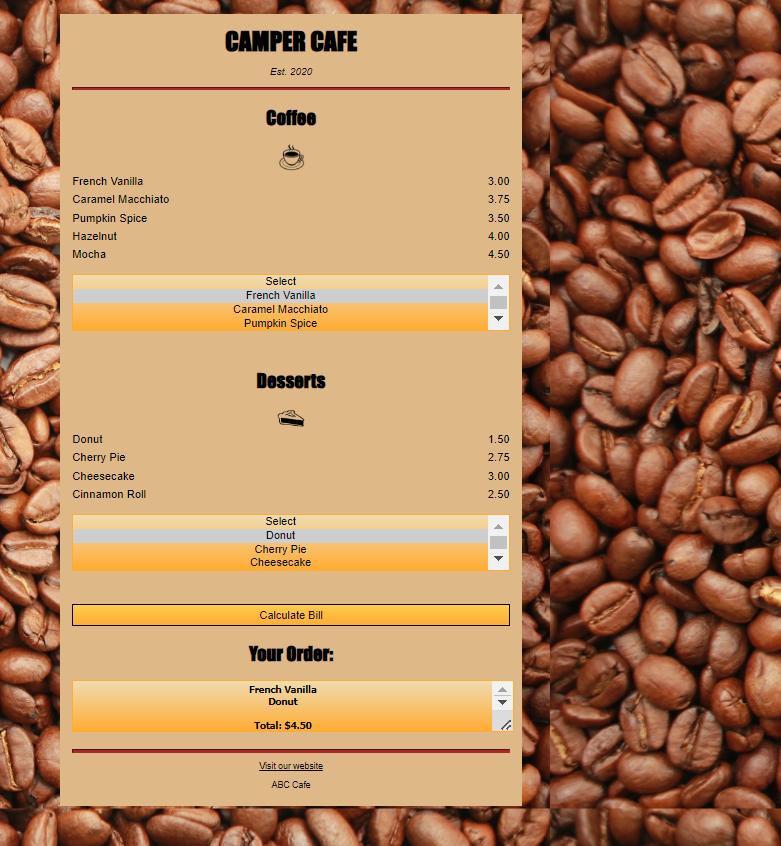 CAMPER CAFE
Est. 2020
Coffee
French Vanilla 3.00
Caramel Macchiato 3.75
Pumpkin Spice 3.50
Hazelnut 4.00
Mocha 4.50
Select
French Vanilla
Caramel Macchiato
Pumpkin Spice
Desserts
Donut 1.50
Cherry Pie 2.75
Cheesecake 3.00
Cinnamon Roll 2.50
Select
Donut
Cherry Pie
Cheesecake
Calculate Bill
Your Order:
French Vanilla
Donut
Total: $4.50
Visit our website
ABC Cafe